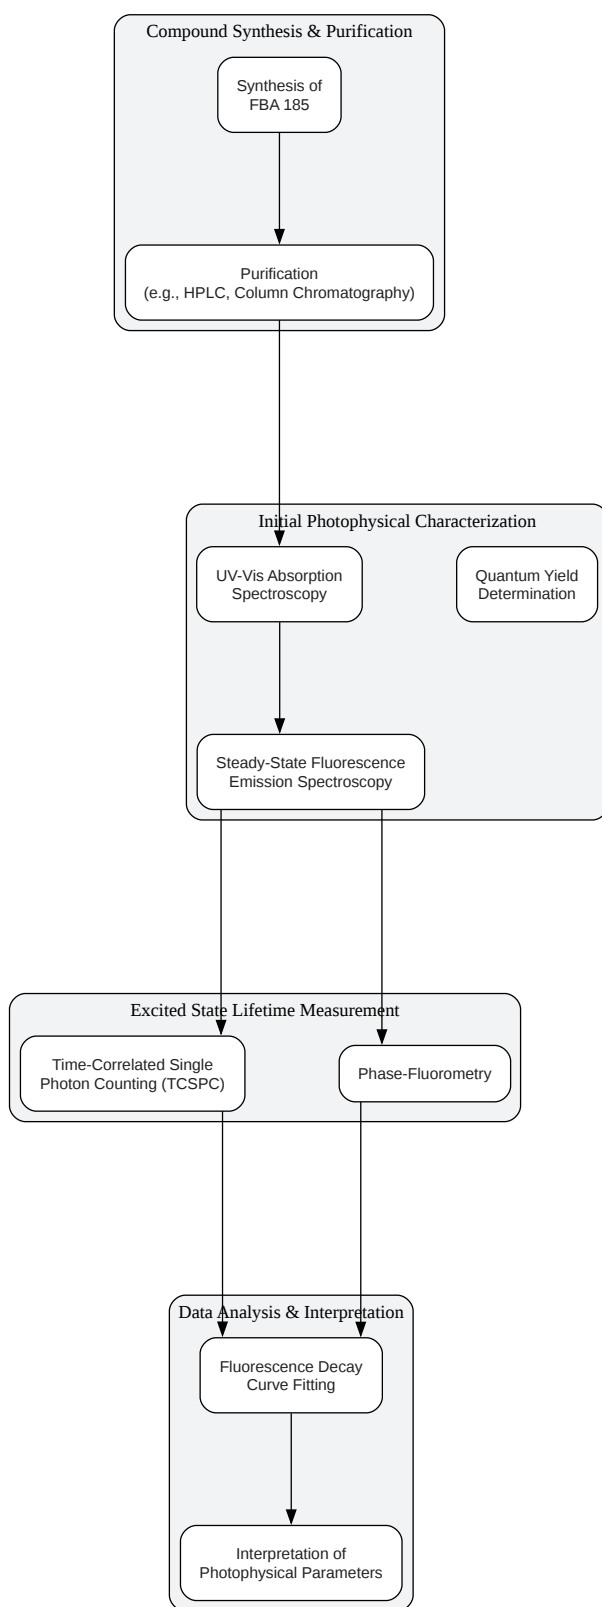 Compound Synthesis & Purification
Synthesis of
FBA 185
Purification
(e.g., HPLC, Column Chromatography)
Initial Photophysical Characterization
UV-Vis Absorption
Spectroscopy
Quantum Yield
Determination
Steady-State Fluorescence
Emission Spectroscopy
Excited State Lifetime Measurement
Time-Correlated Single
Photon Counting (TCSPC)
Phase-Fluorometry
Data Analysis & Interpretation
Fluorescence Decay
Curve Fitting
Interpretation of
Photophysical Parameters